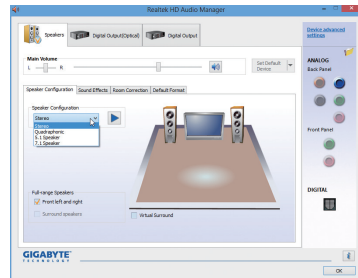 Realtek HD Audio Manager
Speakers
Digital Output(Optical)
Digital Output
Device advanced settings
Main Volume
L
R
Set Default Device
ANALOG
Back Panel
Speaker Configuration
Sound Effects
Room Correction
Default Format
Speaker Configuration
Stereo
Stereo
Quadraphonic
5.1 Speaker
7.1 Speaker
Front Panel
Full-range Speakers
Front left and right
Surround speakers
Virtual Surround
DIGITAL
GIGABYTE
TECHNOLOGY
OK